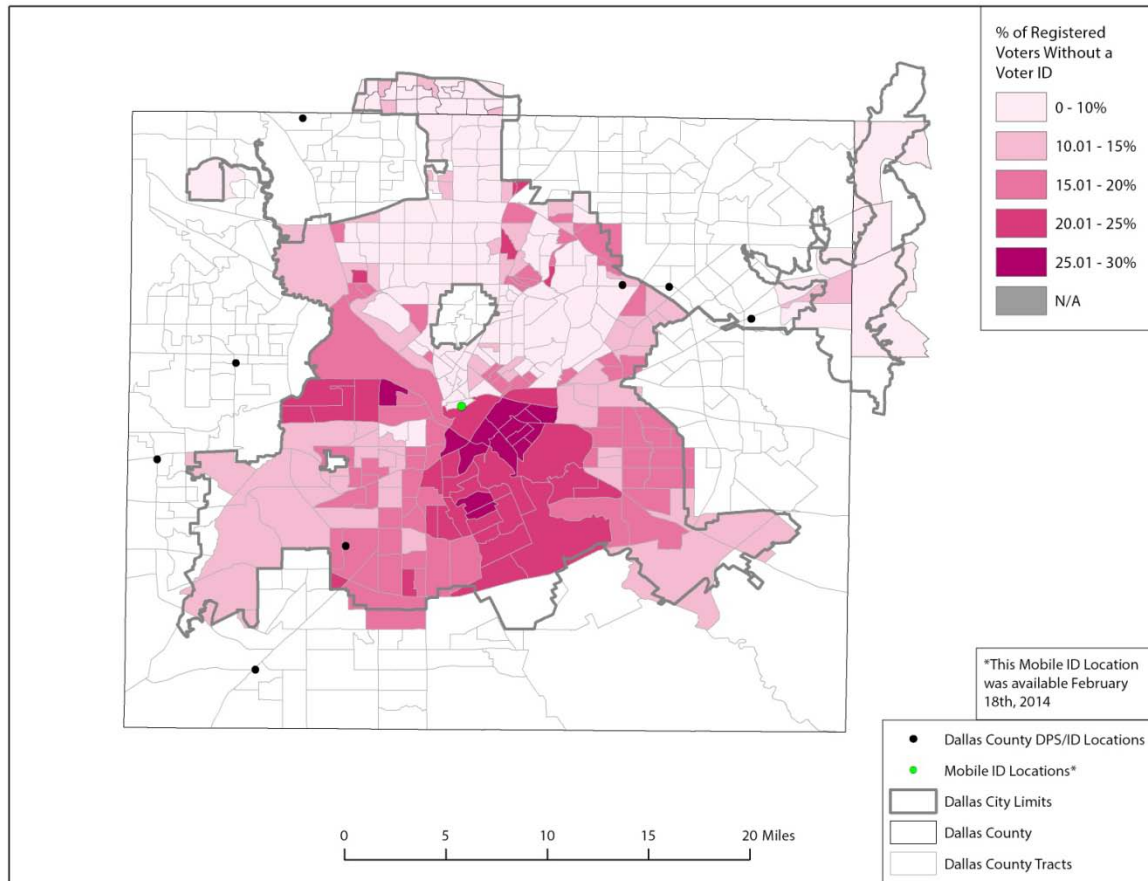 % of Registered
Voters Without a
Voter ID
0 - 10%
10.01 - 15%
15.01 - 20%
20.01 - 25%
25.01 - 30%
N/A
*This Mobile ID Location
was available February
18th, 2014
Dallas County DPS/ID Locations
Mobile ID Locations*
Dallas City Limits
Dallas County
Dallas County Tracts
0 5 10 15 20 Miles